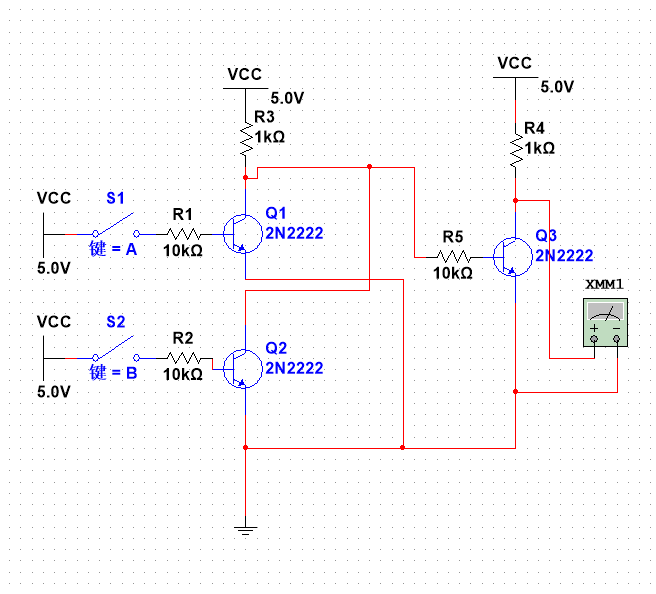 VCC
5.0V
R3
1kΩ
VCC
5.0V
R4
1kΩ
VCC
S1
键 = A
5.0V
R1
10kΩ
Q1
2N2222
R5
10kΩ
Q3
2N2222
XMM1
+ −
VCC
S2
键 = B
5.0V
R2
10kΩ
Q2
2N2222